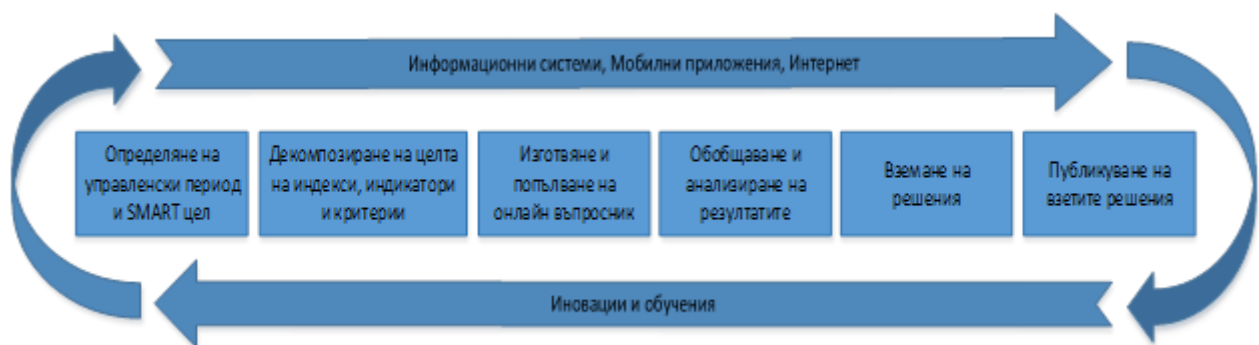 Информационни системи, Мобилни приложения, Интернет
Определяне на
управленски период
и SMART цел
Декомпозиране на целта
на индекси, индикатори
и критерии
Изготвяне и
попълване на
онлайн въпросник
Обобщаване и
анализиране на
резултатите
Вземане на
решения
Публикуване на
взетите решения
Иновации и обучения